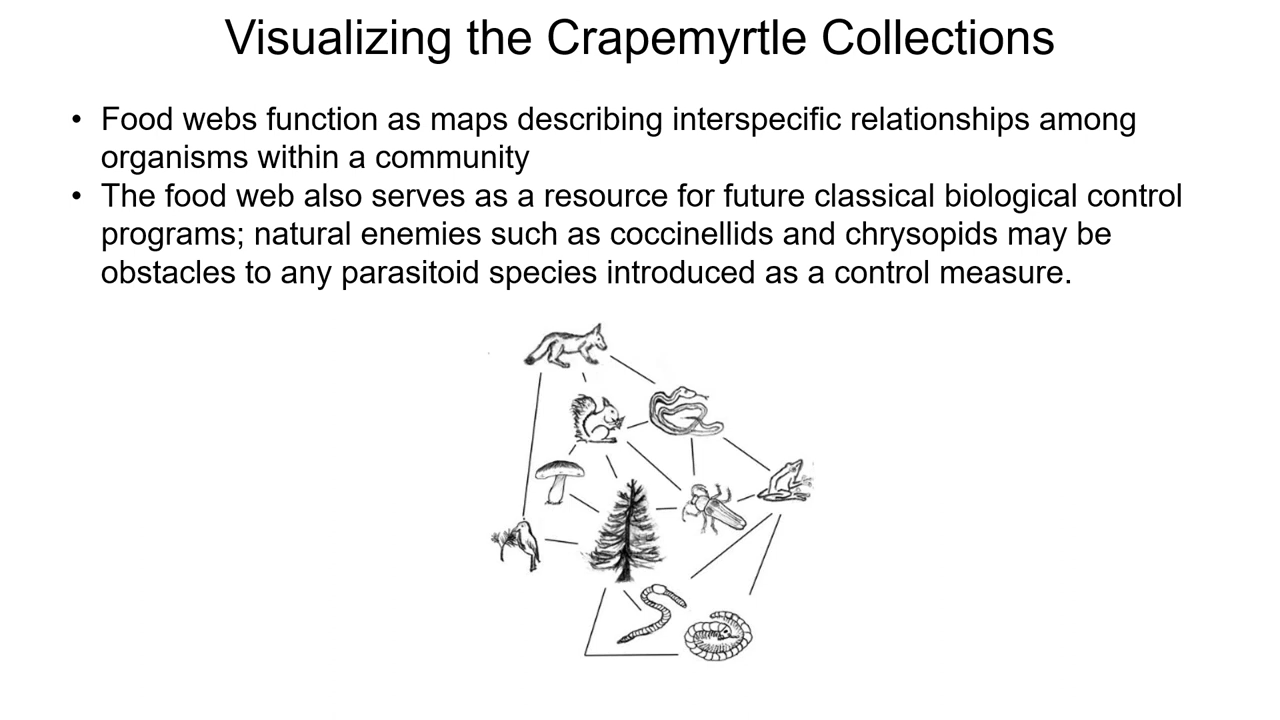 Visualizing the Crapemyrtle Collections
• Food webs function as maps describing interspecific relationships among
organisms within a community
• The food web also serves as a resource for future classical biological control
programs; natural enemies such as coccinellids and chrysopids may be
obstacles to any parasitoid species introduced as a control measure.